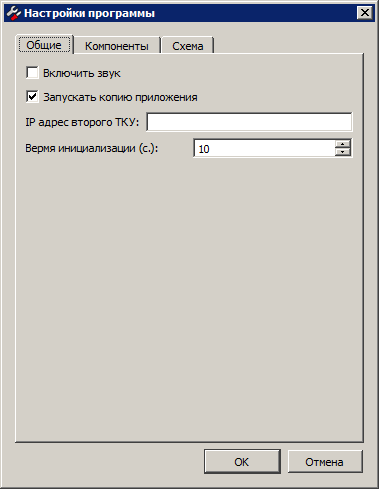 Настройки программы
Общие Компоненты Схема
Включить звук
Запускать копию приложения
IP адрес второго ТКУ:
Вермя инициализации (с.): 10
OK Отмена